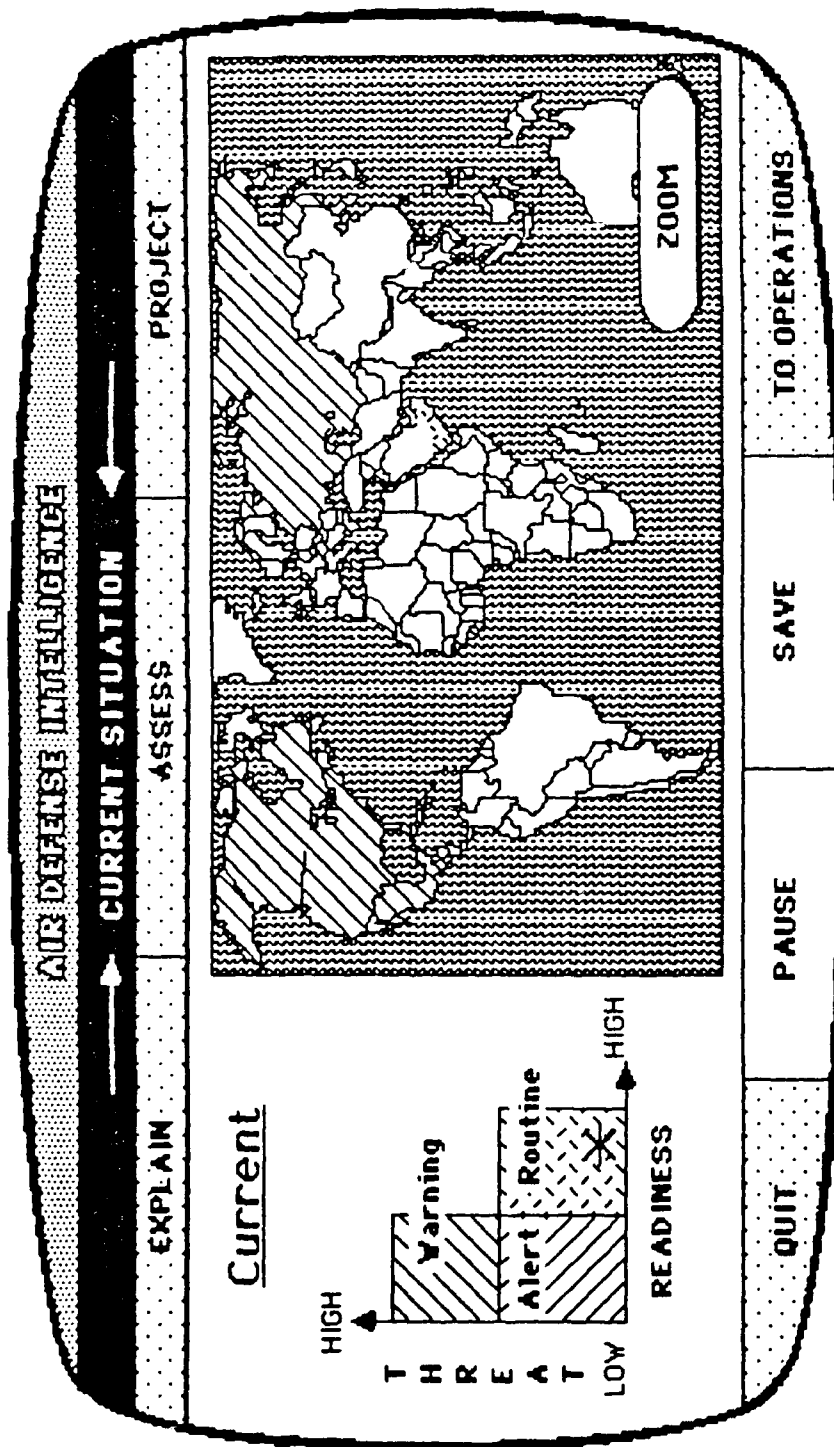 AIR DEFENSE INTELLIGENCE
CURRENT SITUATION
EXPLAIN
ASSESS
PROJECT
Current
HIGH
THREAT
Warning
Alert
Routine
LOW
HIGH
READINESS
ZOOM
QUIT
PAUSE
SAVE
TO OPERATIONS